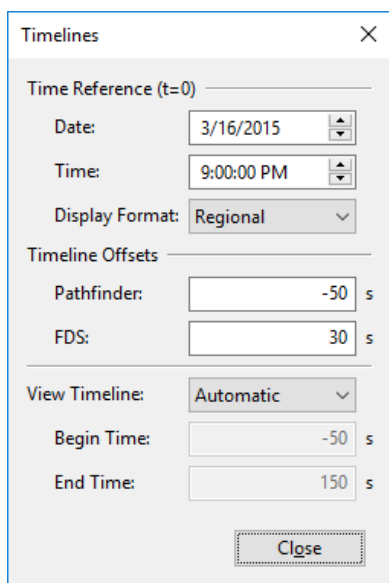 Timelines
Time Reference (t=0)
Date: 3/16/2015
Time: 9:00:00 PM
Display Format: Regional
Timeline Offsets
Pathfinder: -50 s
FDS: 30 s
View Timeline: Automatic
Begin Time: -50 s
End Time: 150 s
Close